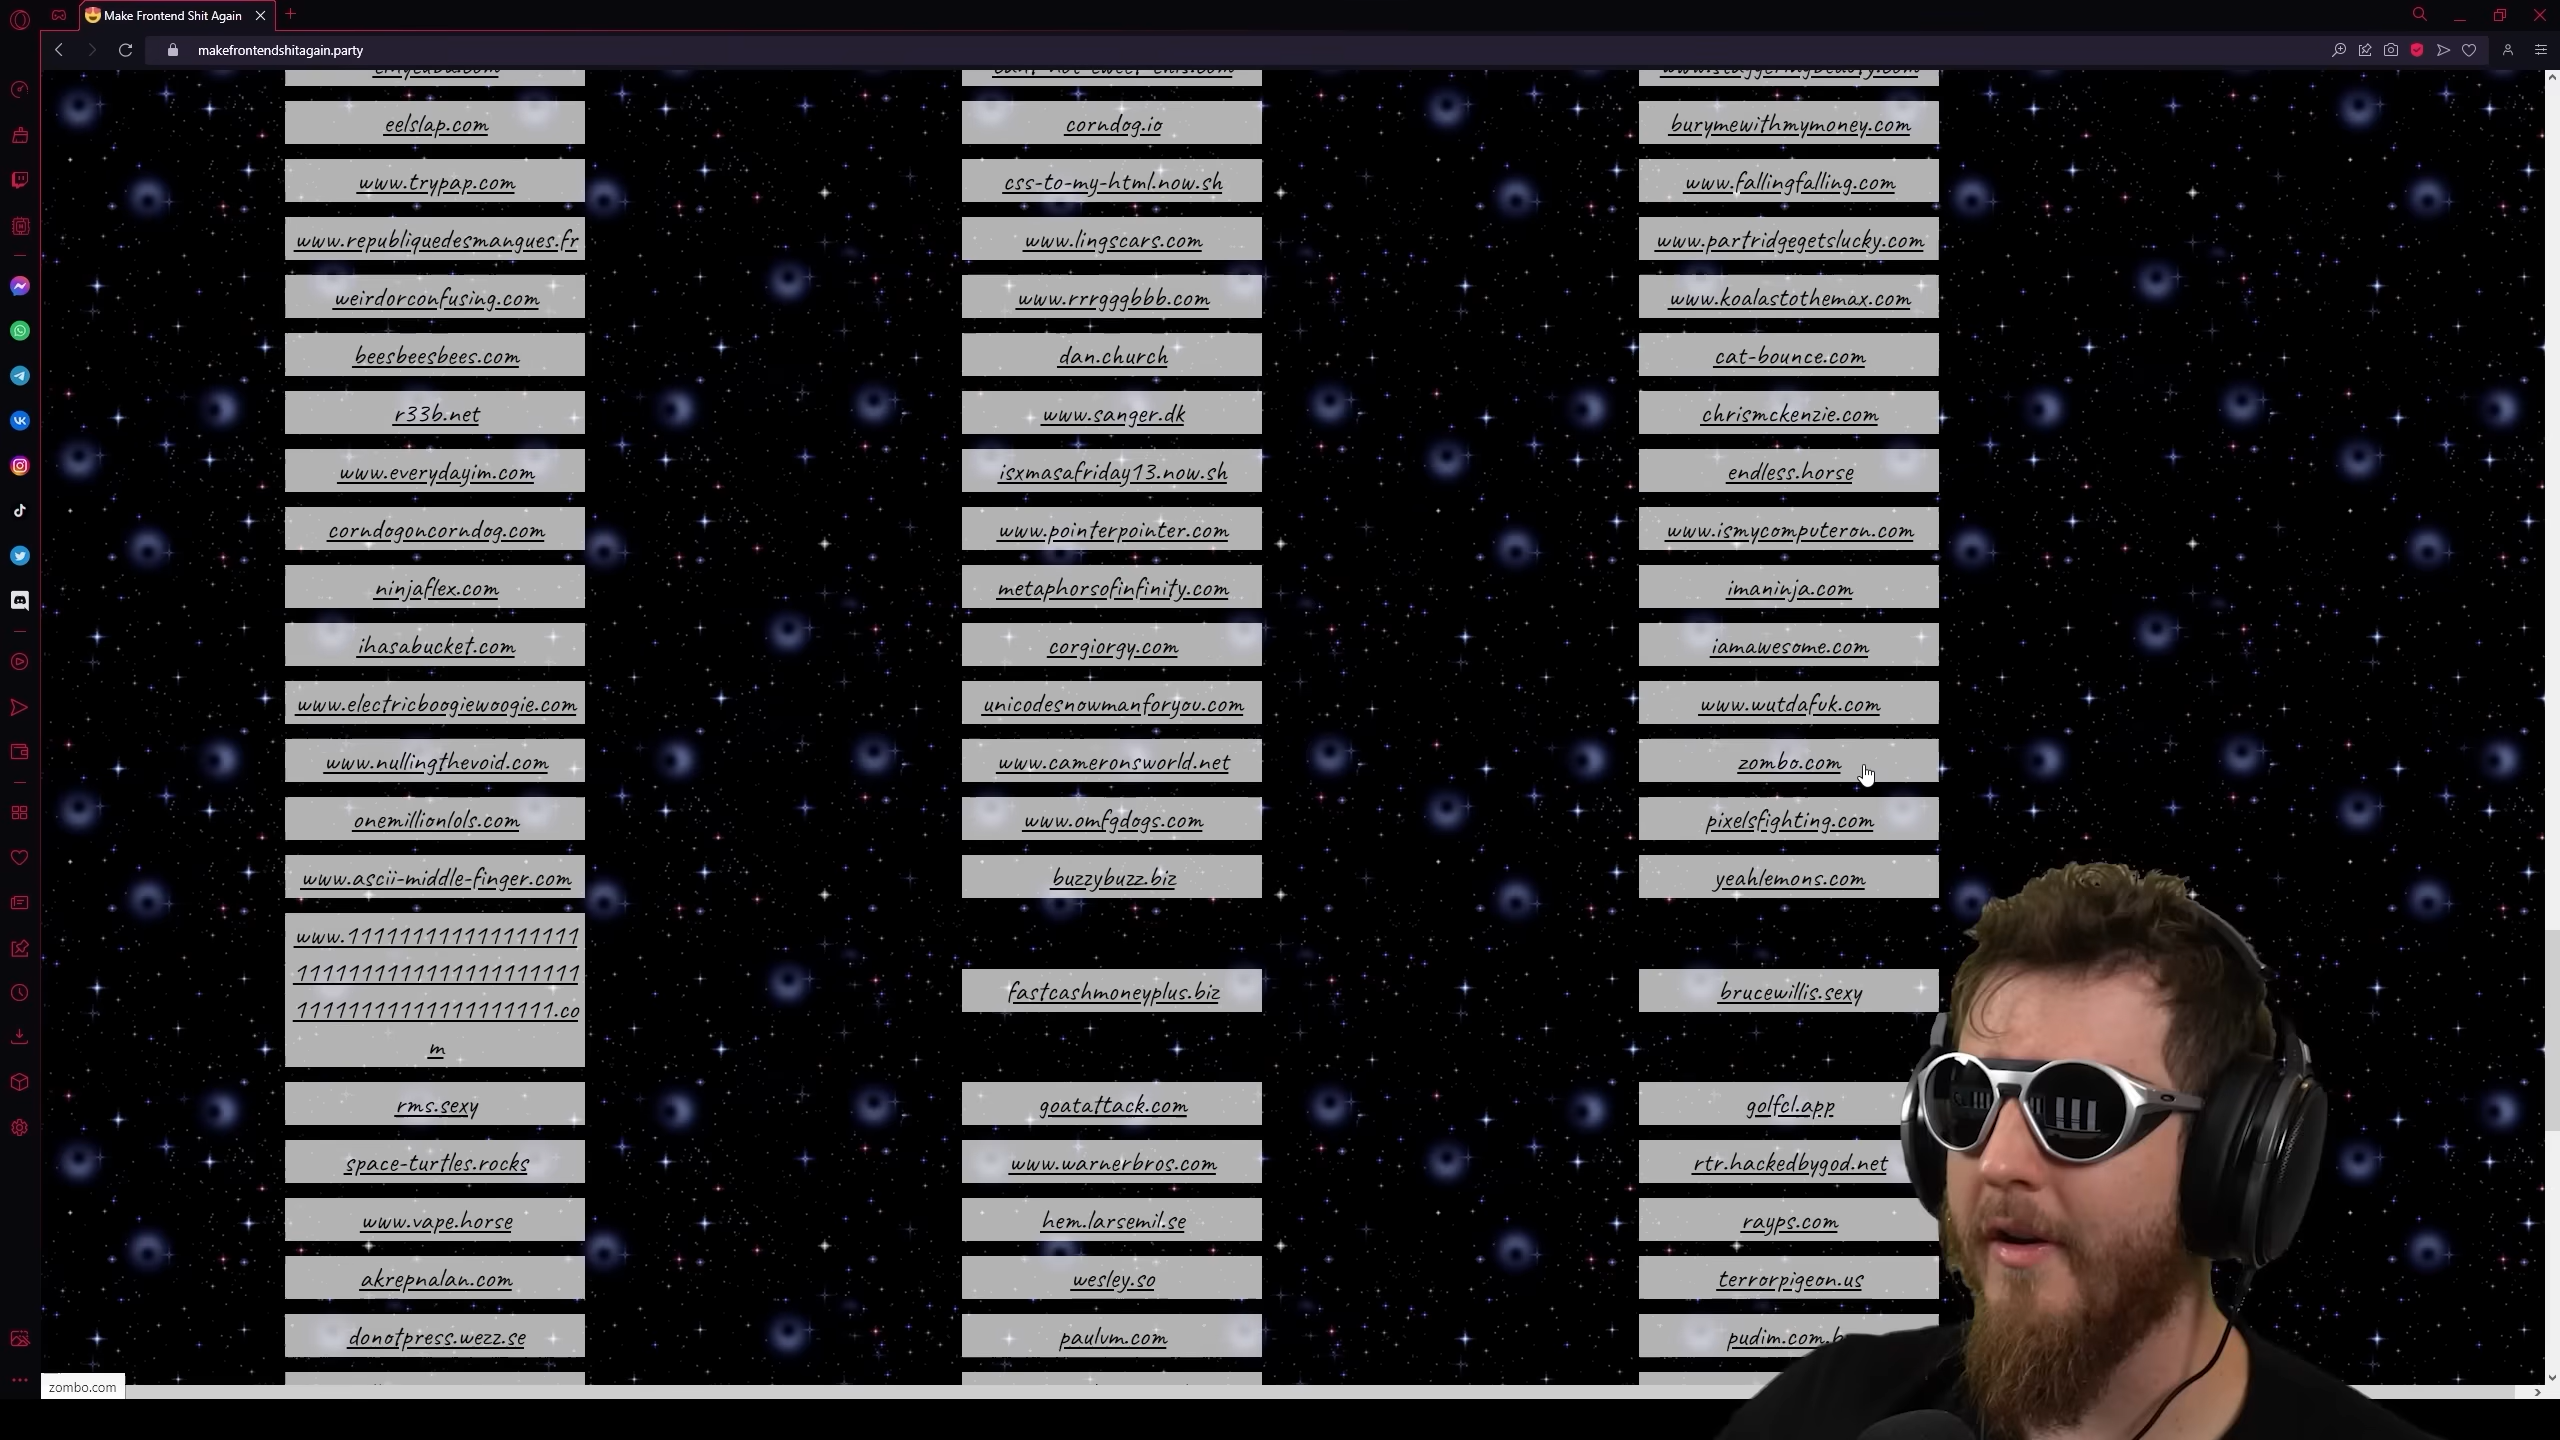 Make Frontend Shit Again
makefrontendshitagain.party
eelslap.com
corndog.io
burymewithmymoney.com
www.trypap.com
css-to-my-html.now.sh
www.fallingfalling.com
www.republiquedesmangues.fr
www.lingscars.com
www.partridgegetslucky.com
weirdorconfusing.com
www.rrrgggbbb.com
www.koalastothemax.com
beesbeesbees.com
dan.church
cat-bounce.com
r33b.net
www.sanger.dk
chrismckenzie.com
www.everydayim.com
isxmasafriday13.now.sh
endless.horse
corndogoncorndog.com
www.pointerpointer.com
www.ismycomputeron.com
ninjaflex.com
metaphorsofinfinity.com
imaninja.com
ihasabucket.com
corgiorgy.com
iamawesome.com
www.electricboogiewoogie.com
unicodesnowmanforyou.com
www.wutdafuk.com
www.nullingthevoid.com
www.cameronsworld.net
zombo.com
onemillionlols.com
www.omfgdogs.com
pixelsfighting.com
www.ascii-middle-finger.com
buzzybuzz.biz
yeahlemons.com
fastcashmoneyplus.biz
brucewillis.sexy
rms.sexy
goatattack.com
golfcl.app
space-turtles.rocks
www.warnerbros.com
rtr.hackedbygod.net
www.vape.horse
hem.larsemil.se
rayps.com
akrepnalan.com
wesley.so
terrorpigeon.us
donotpress.wezz.se
paulvm.com
zombo.com